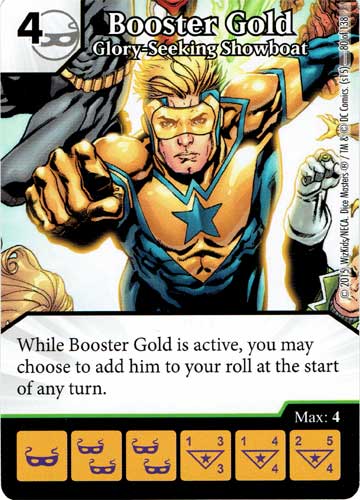 4
Booster Gold
Glory-Seeking Showboat
© 2015 WizKids/NECA. Dice Masters ® / TM & © DC Comics. (s15) 80 of 138
While Booster Gold is active, you may
choose to add him to your roll at the start
of any turn.
Max: 4
1 3 4
1 4 4
2 5 4